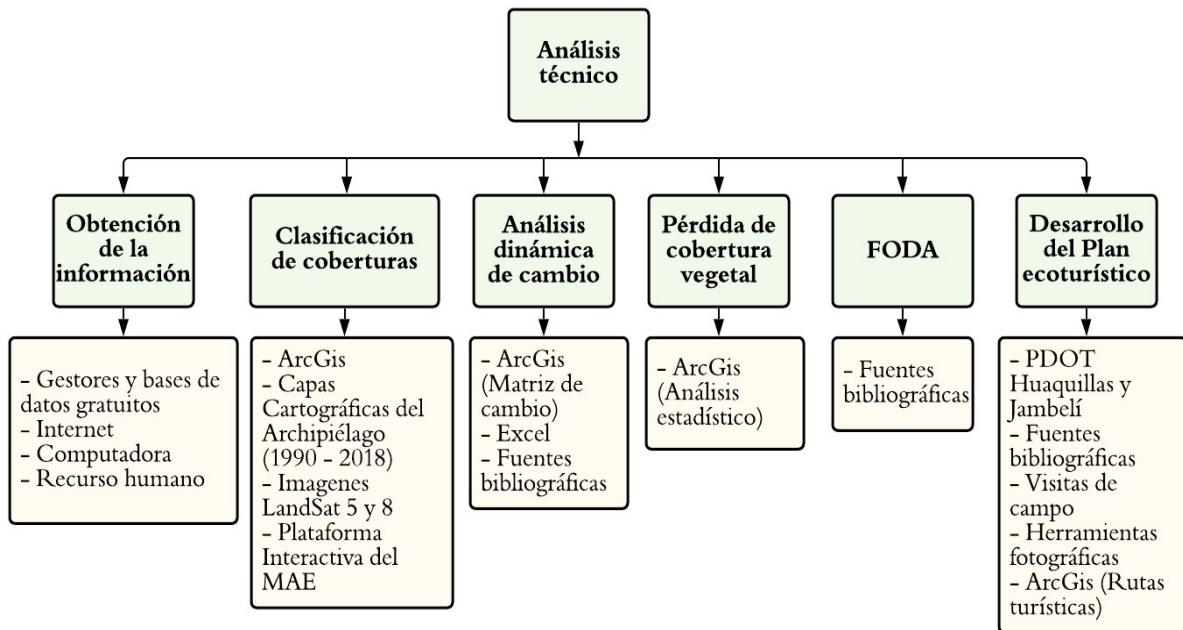 Análisis
técnico
Obtención
de la
información
Clasificación
de coberturas
Análisis
dinámica
de cambio
Pérdida de
cobertura
vegetal
FODA
Desarrollo
del Plan
ecoturístico
- Gestores y bases de
datos gratuitos
- Internet
- Computadora
- Recurso humano
- ArcGis
- Capas
Cartográficas del
Archipiélago
(1990 - 2018)
- Imagenes
LandSat 5 y 8
- Plataforma
Interactiva del
MAE
- ArcGis
(Matriz de
cambio)
- Excel
- Fuentes
bibliográficas
- ArcGis
(Análisis
estadístico)
- Fuentes
bibliográficas
- PDOT
Huaquillas y
Jambelí
- Fuentes
bibliográficas
- Visitas de
campo
- Herramientas
fotográficas
- ArcGis (Rutas
turísticas)